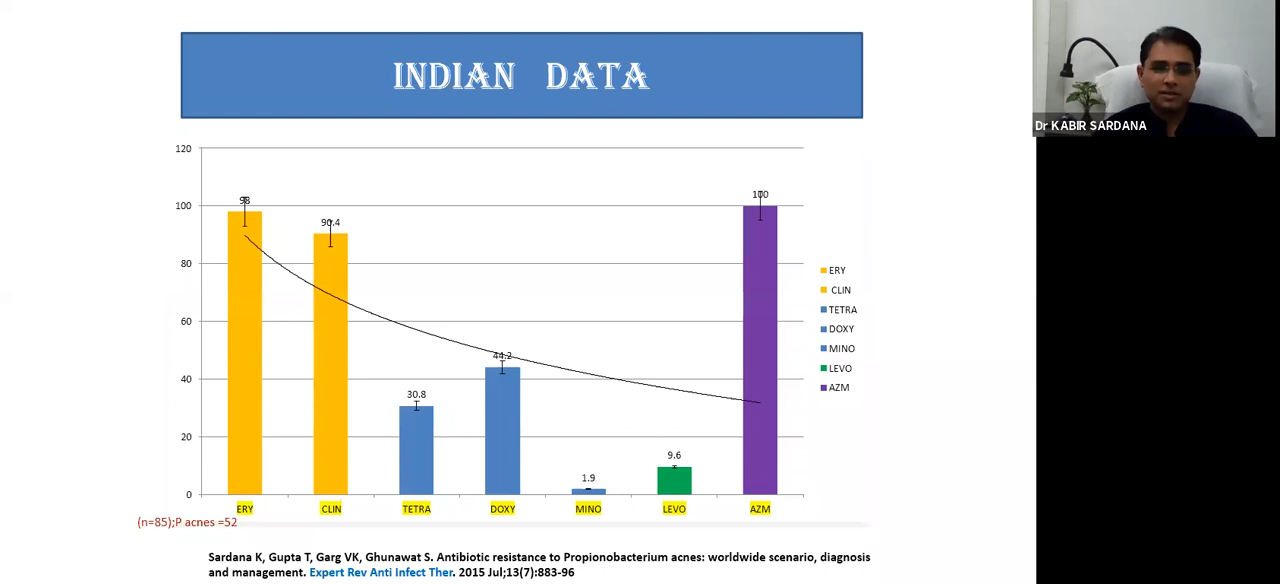 INDIAN DATA
Dr KABIR SARDANA
120
100
80
60
40
20
0
98
90.4
30.8
44.2
1.9
9.6
100
ERY
CLIN
TETRA
DOXY
MINO
LEVO
AZM
ERY
CLIN
TETRA
DOXY
MINO
LEVO
AZM
(n=85);P acnes =52
Sardana K, Gupta T, Garg VK, Ghunawat S. Antibiotic resistance to Propionobacterium acnes: worldwide scenario, diagnosis
and management. Expert Rev Anti Infect Ther. 2015 Jul;13(7):883-96